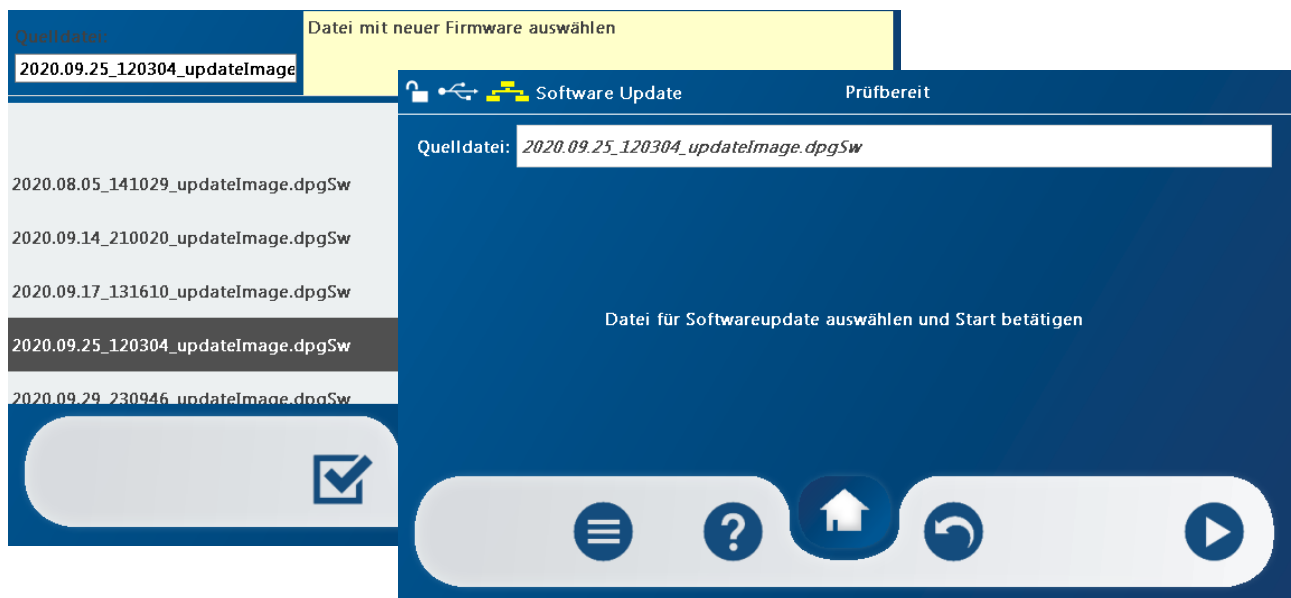 Quelldatei:
2020.09.25_120304_updateImage
Datei mit neuer Firmware auswählen
2020.08.05_141029_updateImage.dpgSw
2020.09.14_210020_updateImage.dpgSw
2020.09.17_131610_updateImage.dpgSw
2020.09.25_120304_updateImage.dpgSw
2020.09.29_230946_updateImage.dpgSw
Software Update
Prüfbereit
Quelldatei: 2020.09.25_120304_updateImage.dpgSw
Datei für Softwareupdate auswählen und Start betätigen